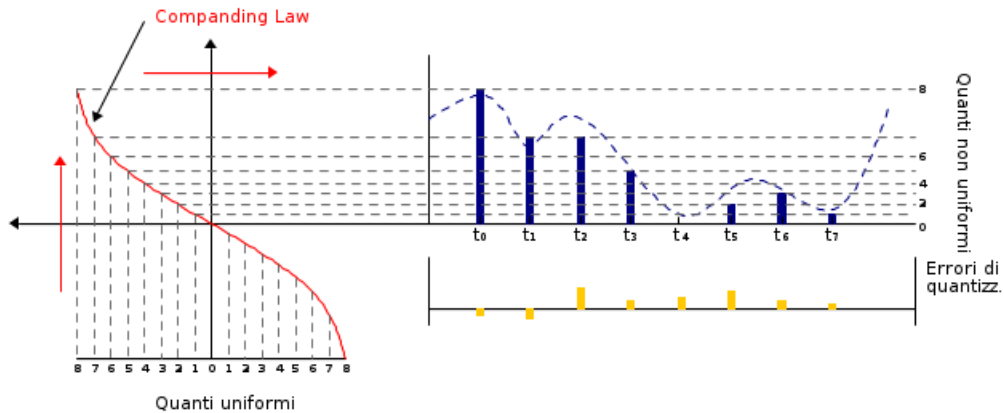 Companding Law
8
6
4
2
0
Quanti non uniformi
t0 t1 t2 t3 t4 t5 t6 t7
Errori di
quantizz.
8 7 6 5 4 3 2 1 0 1 2 3 4 5 6 7 8
Quanti uniformi